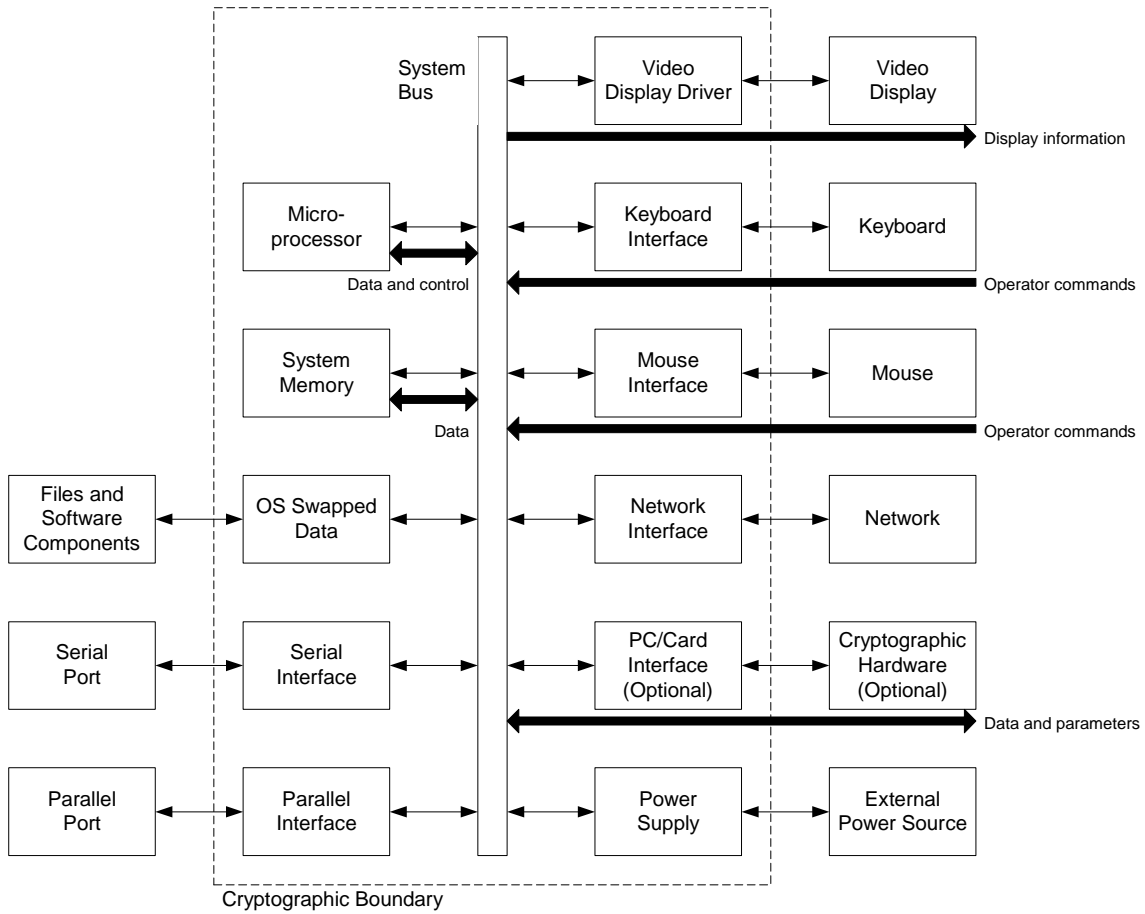 System
Bus
Video
Display Driver
Video
Display
Display information
Micro-
processor
Keyboard
Interface
Keyboard
Data and control
Operator commands
System
Memory
Mouse
Interface
Mouse
Data
Operator commands
Files and
Software
Components
OS Swapped
Data
Network
Interface
Network
Serial
Port
Serial
Interface
PC/Card
Interface
(Optional)
Cryptographic
Hardware
(Optional)
Data and parameters
Parallel
Port
Parallel
Interface
Power
Supply
External
Power Source
Cryptographic Boundary